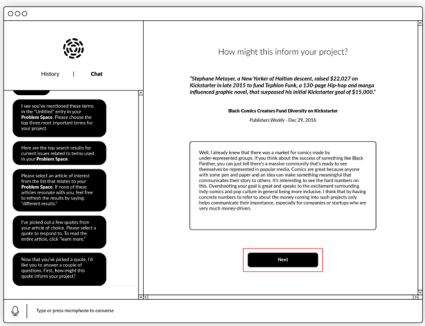 How might this inform your project?
History | Chat
"Stephane Metayer, a New Yorker of Haitian descent, raised $22,027 on
Kickstarter in late 2015 to fund Tephlon Funk, a 130-page Hip-hop and manga
influenced graphic novel, that surpassed his initial Kickstarter goal of $15,000."
Black Comics Creators Fund Diversity on Kickstarter
Publishers Weekly - Dec 29, 2016
I see you've mentioned these terms
in the "Untitled" entry in your
Problem Space. Please choose the
top three most important terms for
your project.
Here are the top search results for
current issues related to terms used
in your Problem Space.
Please select an article of interest
from the list that relates to your
Problem Space. If none of these
articles resonate with you, feel free
to refresh the results by saying:
"different results."
I've picked out a few quotes from
your article of choice. Please select a
quote to respond to. To read the
entire article, click "learn more."
Now that you've picked a quote, I'd
like you to answer a couple of
questions. First, how might this
quote inform your project?
Well, I already knew that there was a market for comics made by
under-represented groups. If you think about the success of something like Black
Panther, you can just tell there's a massive community that's ready to see
themselves be represented in popular media. Comics are great because anyone
with some pen and paper and an idea can make something meaningful that
communicates their story to others. It's interesting to see the hard numbers on
this. Overshooting your goal is great and speaks to the excitement surrounding
indy-comics and pop culture in general being more inclusive. I think that by having
concrete numbers to refer to about the money coming into such projects only
helps communicate their importance, especially for companies or startups who are
very much money-driven.
Next
Type or press microphone to converse